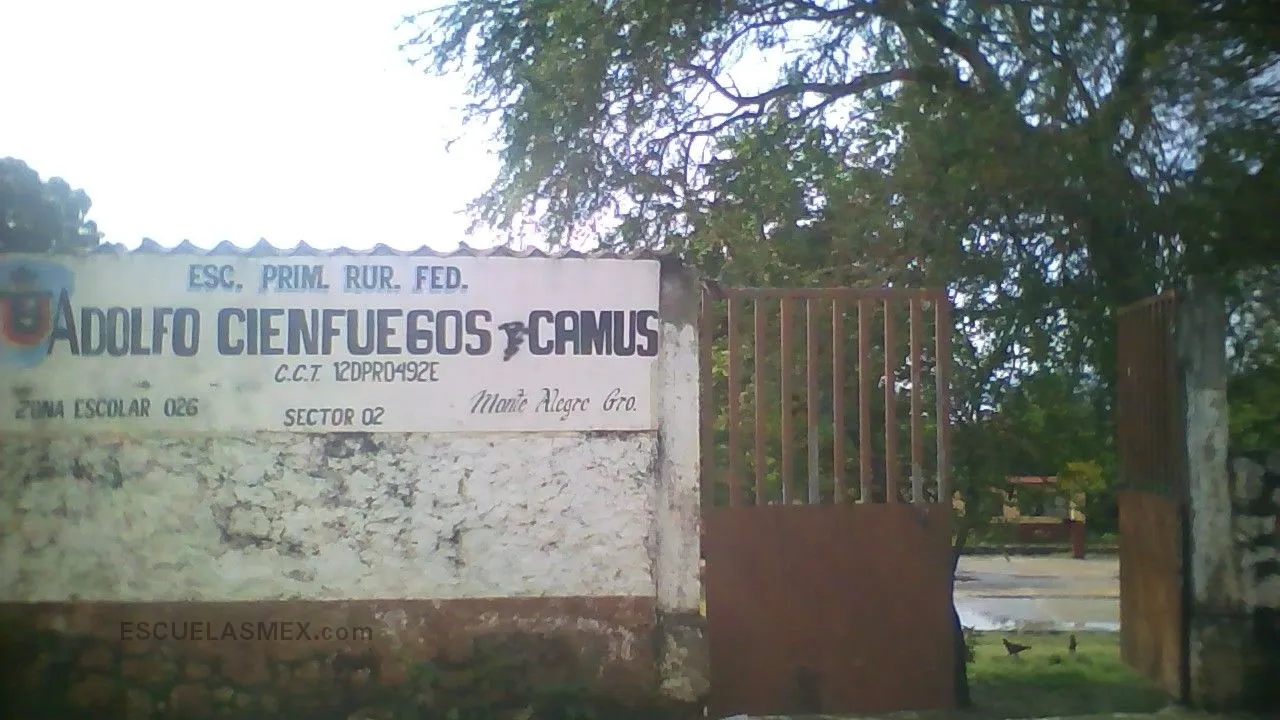 ESC. PRIM. RUR. FED.
ADOLFO CIENFUEGOS Y CAMUS
C.C.T. 12DPR0492E
ZONA ESCOLAR 026
SECTOR 02
Monte Alegre Gro.
ESCUELASMEX.com